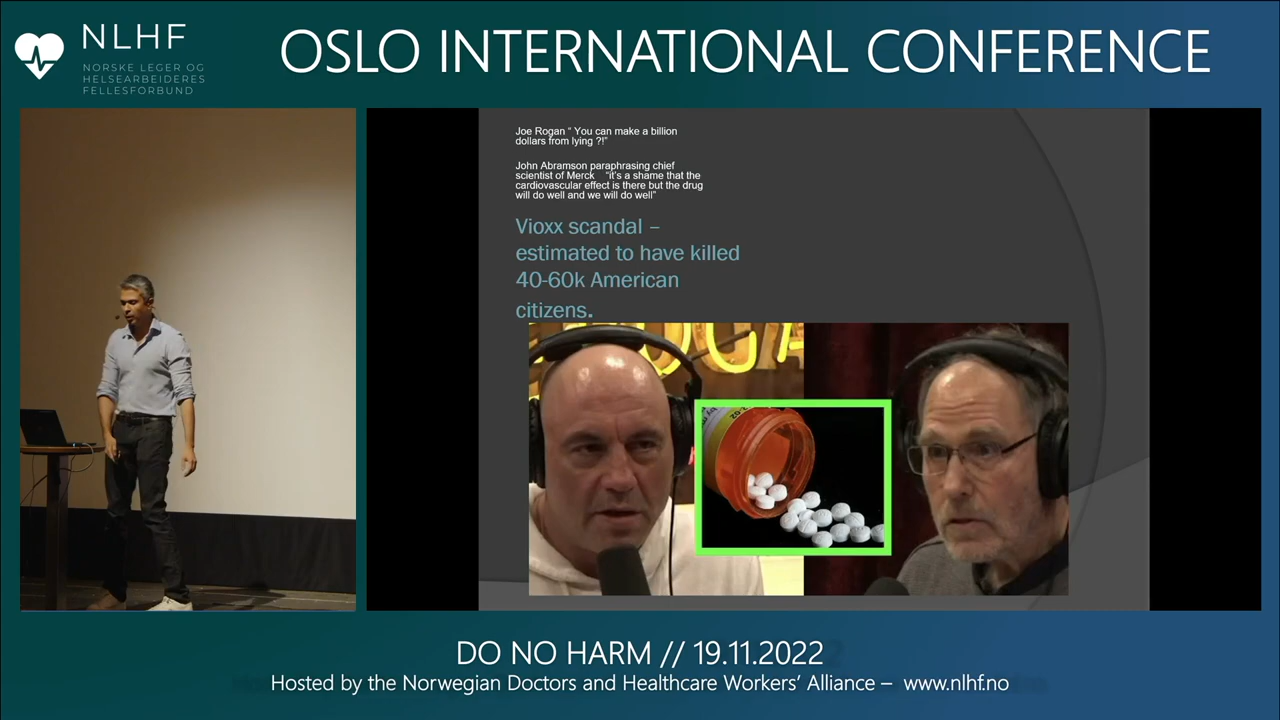 NLHF
NORSKE LEGER OG
HELSEARBEIDERES
FELLESFORBUND
OSLO INTERNATIONAL CONFERENCE
Joe Rogan “ You can make a billion
dollars from lying ?!”
John Abramson paraphrasing chief
scientist of Merck “it’s a shame that the
cardiovascular effect is there but the drug
will do well and we will do well”
Vioxx scandal –
estimated to have killed
40-60k American
citizens.
DO NO HARM // 19.11.2022
Hosted by the Norwegian Doctors and Healthcare Workers’ Alliance – www.nlhf.no